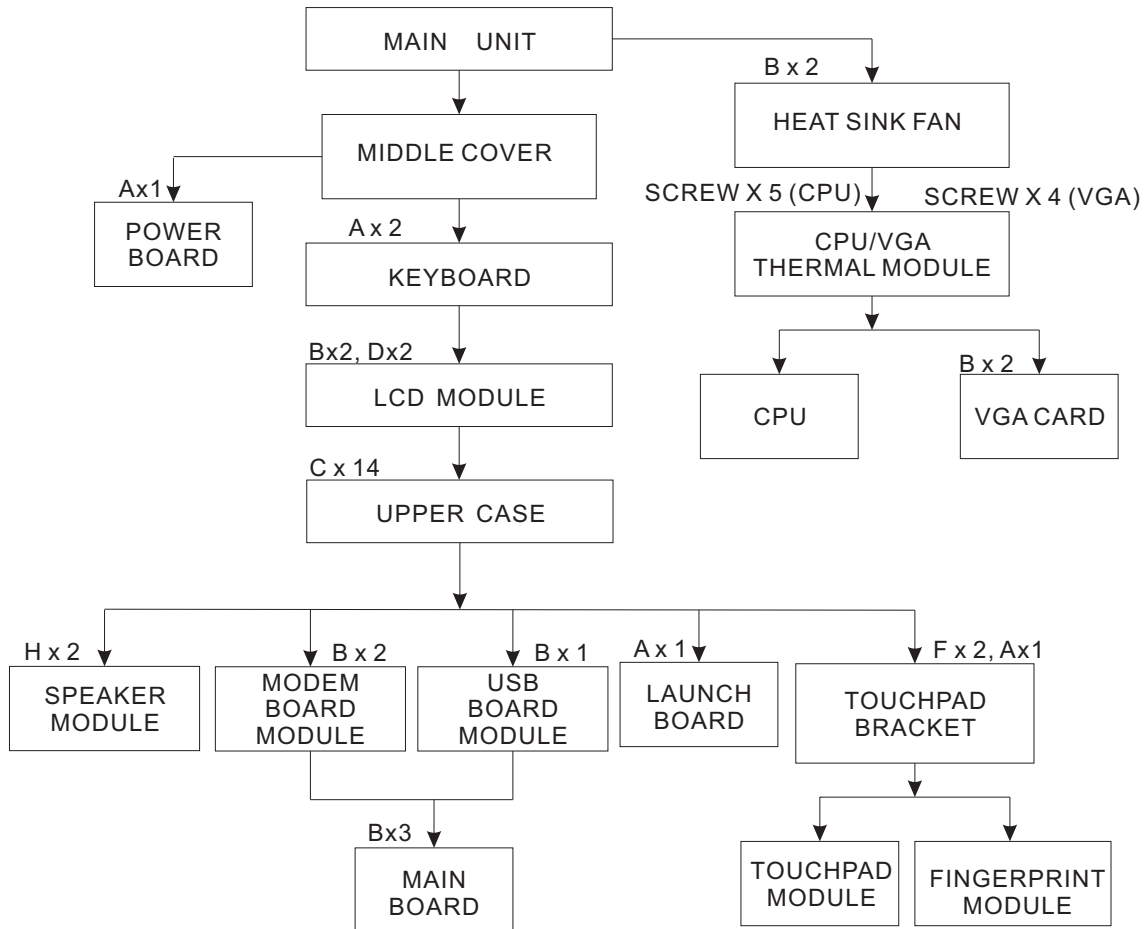 MAIN UNIT
B x 2
HEAT SINK FAN
MIDDLE COVER
Ax1
SCREW X 5 (CPU)
SCREW X 4 (VGA)
POWER
BOARD
A x 2
CPU/VGA
THERMAL MODULE
KEYBOARD
Bx2, Dx2
B x 2
LCD MODULE
CPU
VGA CARD
C x 14
UPPER CASE
H x 2
B x 2
B x 1
A x 1
F x 2, Ax1
SPEAKER
MODULE
MODEM
BOARD
MODULE
USB
BOARD
MODULE
LAUNCH
BOARD
TOUCHPAD
BRACKET
Bx3
MAIN
BOARD
TOUCHPAD
MODULE
FINGERPRINT
MODULE